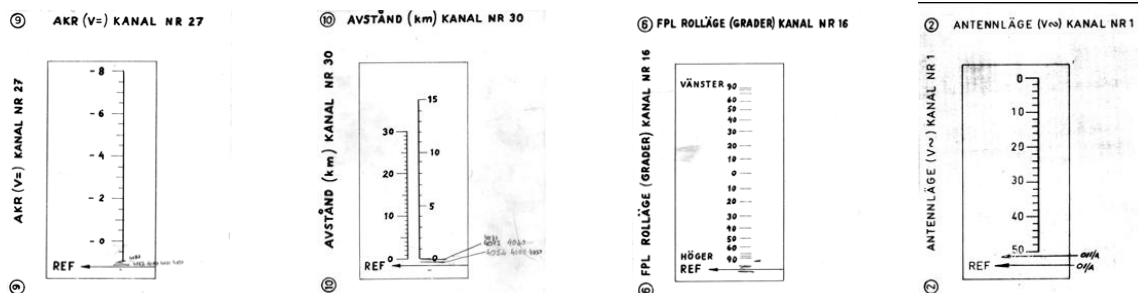 ⑨ AKR (V=) KANAL NR 27
AKR (V=) KANAL NR 27
- 8
- 6
- 4
- 2
- 0
REF
⑨
⑩ AVSTÅND (km) KANAL NR 30
AVSTÅND (km) KANAL NR 30
30
20
10
0
15
10
5
0
4060
REF
⑩
⑥ FPL ROLLÄGE (GRADER) KANAL NR 16
FPL ROLLÄGE (GRADER) KANAL NR 16
VÄNSTER 90
60
50
40
30
20
10
0
10
20
30
40
50
60
HÖGER 90
REF
⑥
② ANTENNLÄGE (V∾) KANAL NR 1
ANTENNLÄGE (V~) KANAL NR 1
0
10
20
30
40
50
REF
01/A
②